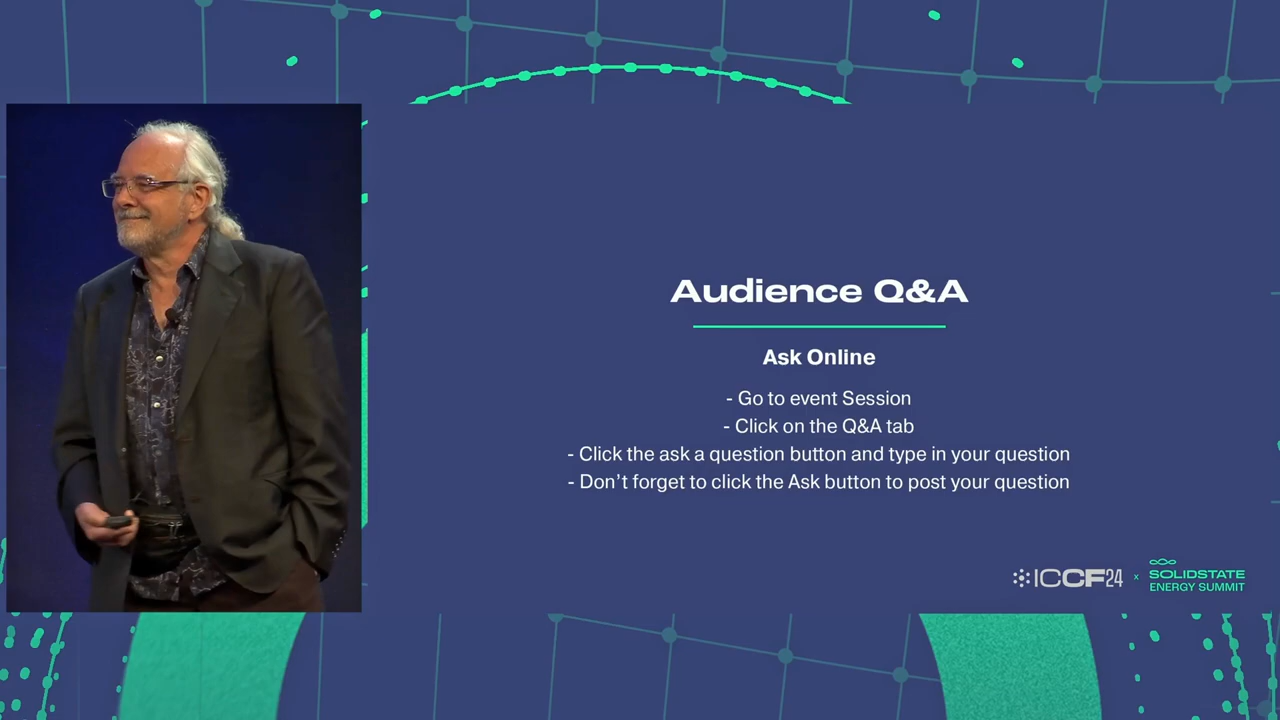 Audience Q&A
Ask Online
- Go to event Session
- Click on the Q&A tab
- Click the ask a question button and type in your question
- Don’t forget to click the Ask button to post your question
ICCF24 x SOLIDSTATE
ENERGY SUMMIT